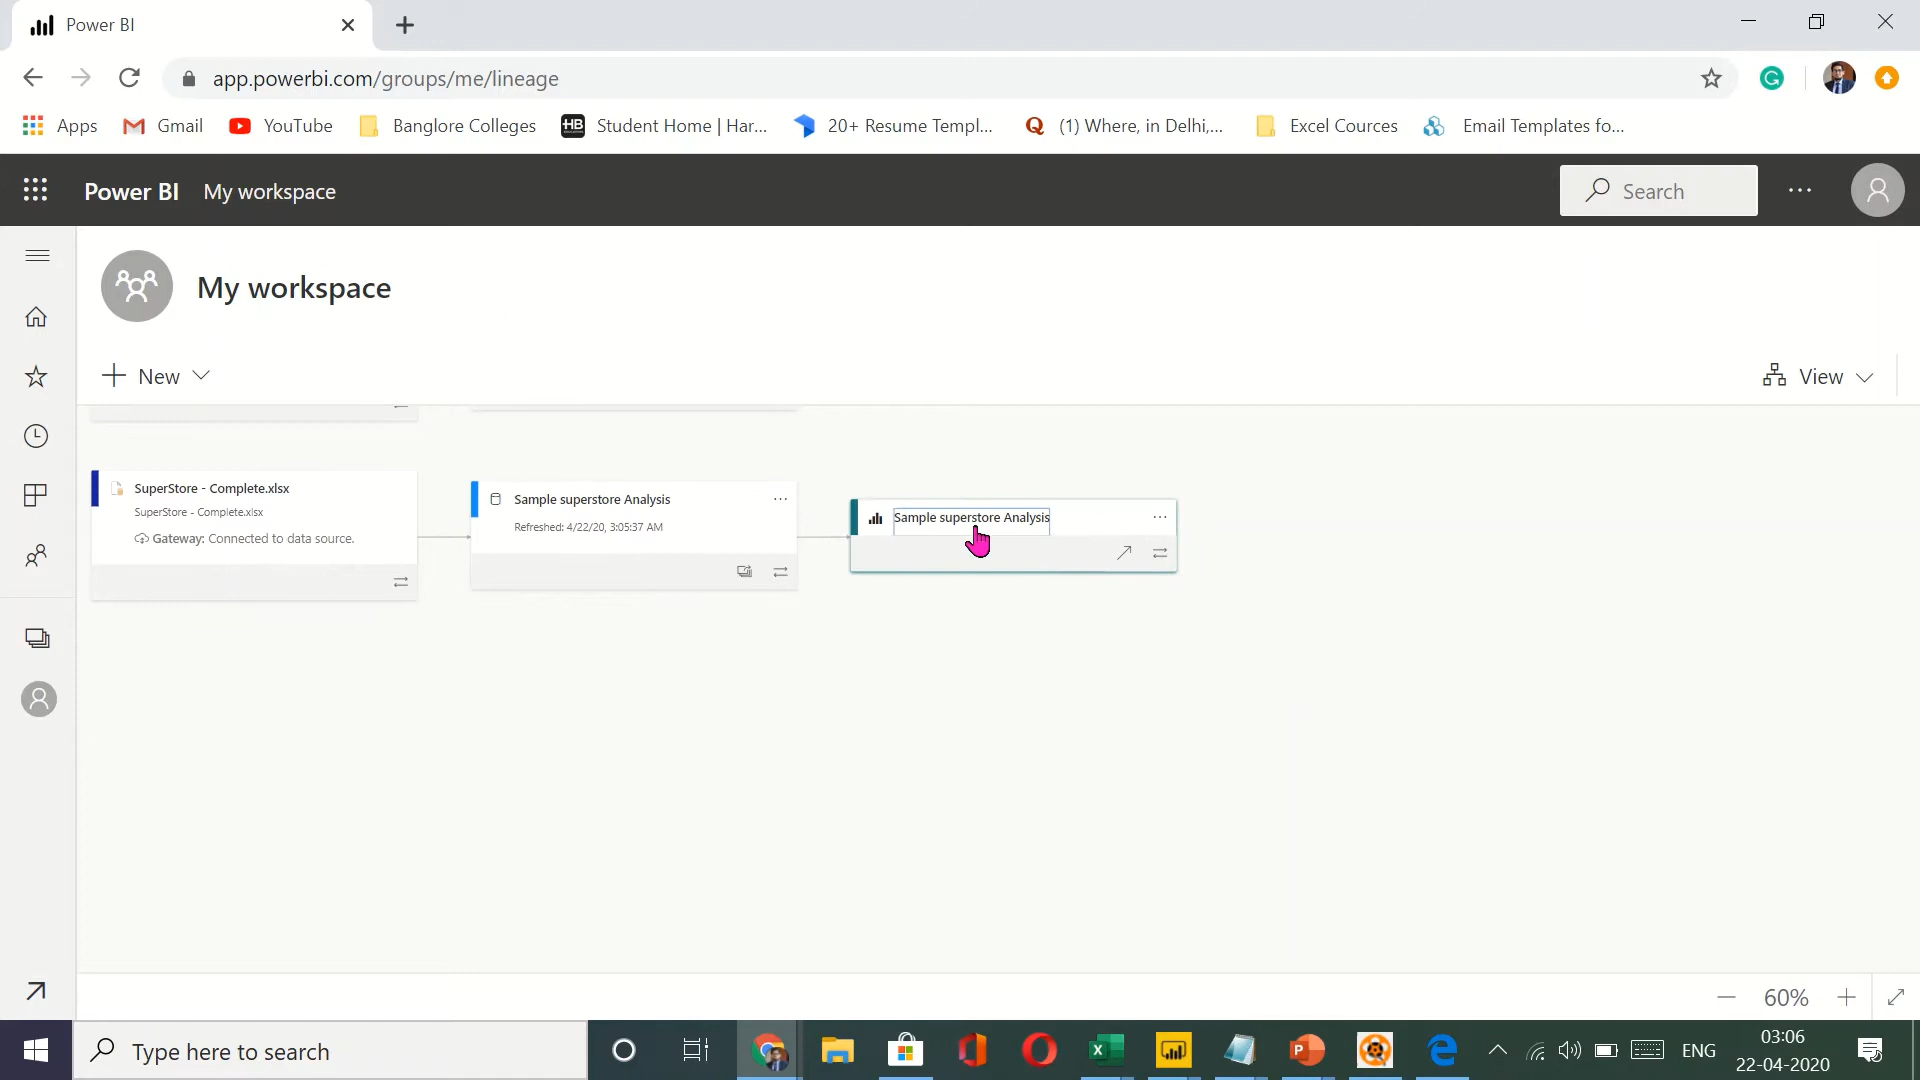 Power BI
app.powerbi.com/groups/me/lineage
Apps
Gmail
YouTube
Banglore Colleges
HB
Student Home | Har...
20+ Resume Templ...
(1) Where, in Delhi,...
Excel Cources
Email Templates fo...
Power BI
My workspace
Search
My workspace
New
View
SuperStore - Complete.xlsx
SuperStore - Complete.xlsx
Gateway: Connected to data source.
Sample superstore Analysis
Refreshed: 4/22/20, 3:05:37 AM
Sample superstore Analysis
60%
Type here to search
ENG
03:06
22-04-2020